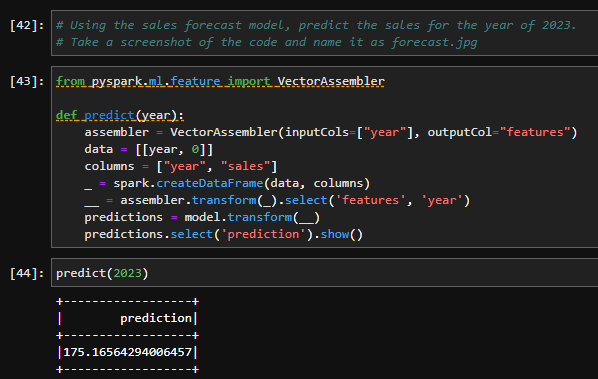 [42]: # Using the sales forecast model, predict the sales for the year of 2023.
# Take a screenshot of the code and name it as forecast.jpg
[43]: from pyspark.ml.feature import VectorAssembler
def predict(year):
    assembler = VectorAssembler(inputCols=["year"], outputCol="features")
    data = [[year, 0]]
    columns = ["year", "sales"]
    _ = spark.createDataFrame(data, columns)
    __ = assembler.transform(_).select('features', 'year')
    predictions = model.transform(__)
    predictions.select('prediction').show()
[44]: predict(2023)
+------------------+
|        prediction|
+------------------+
|175.16564294006457|
+------------------+